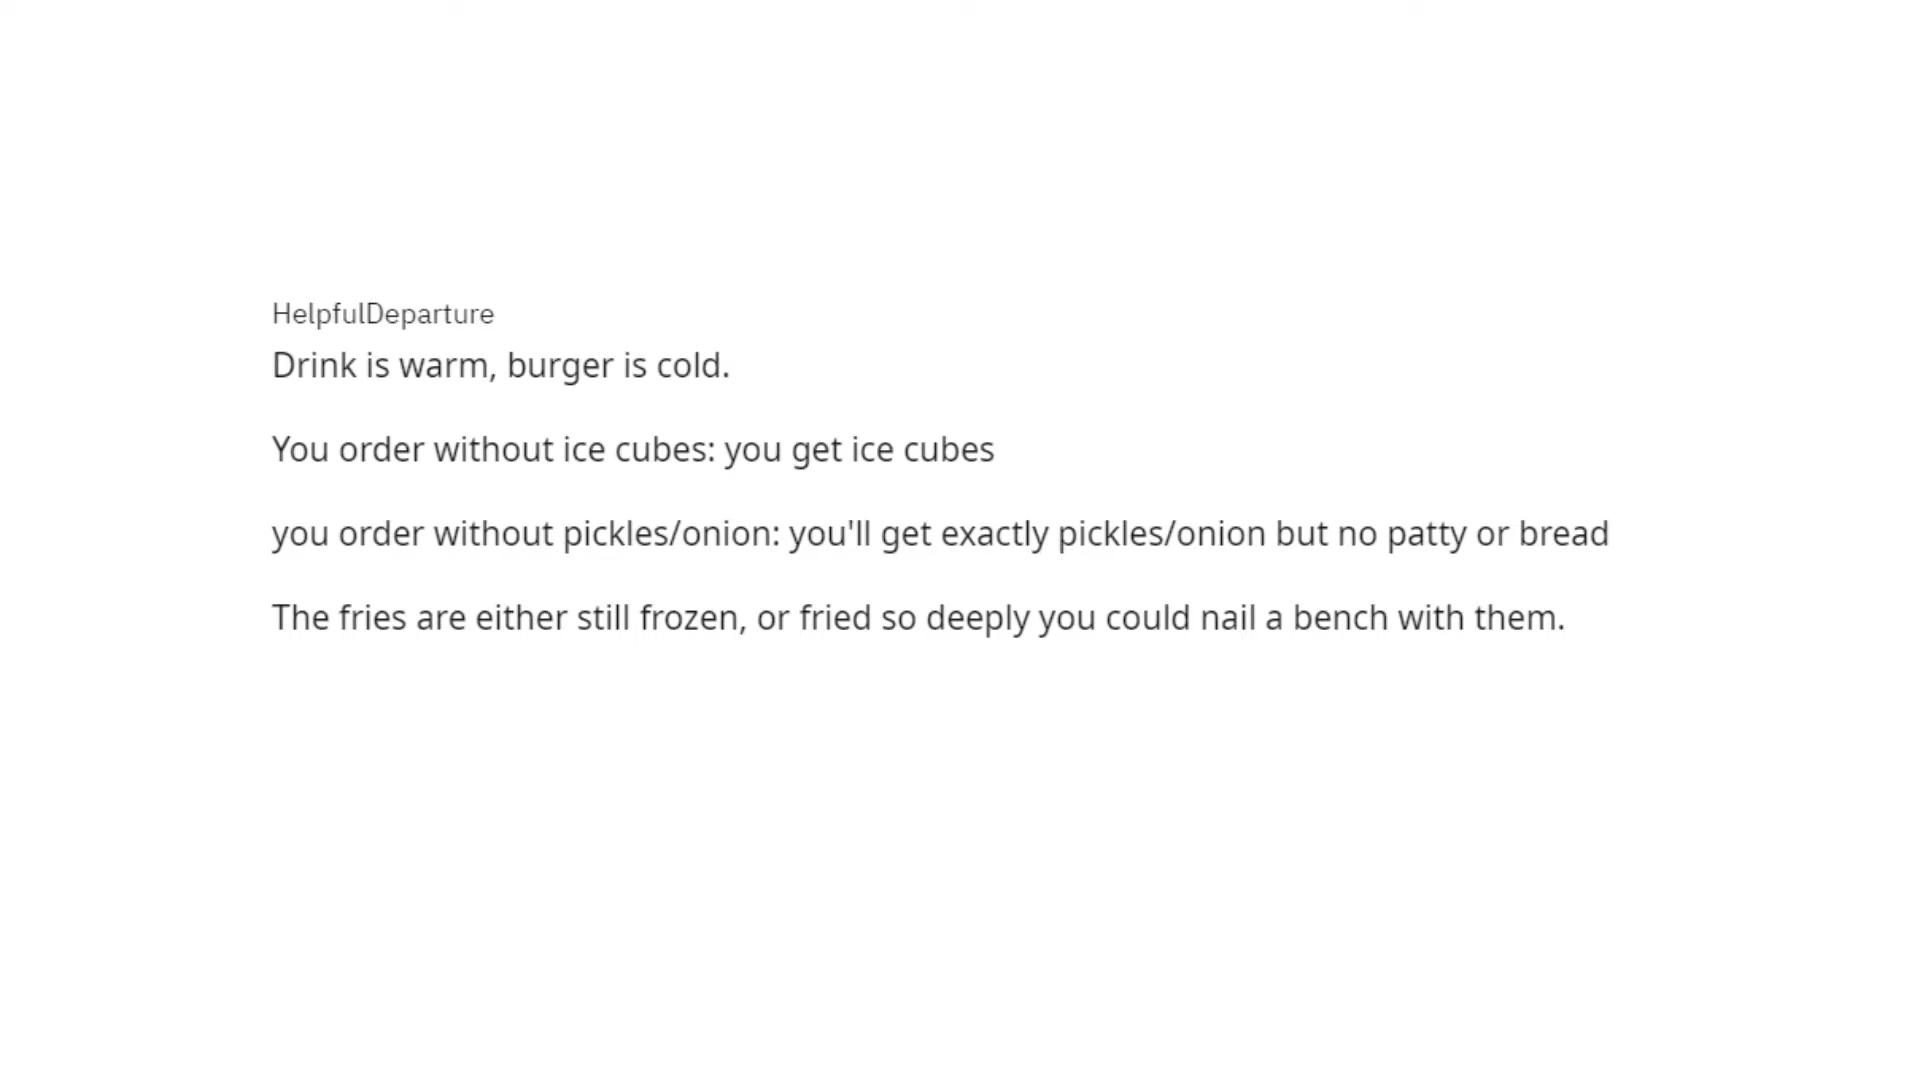 HelpfulDeparture
Drink is warm, burger is cold.
You order without ice cubes: you get ice cubes
you order without pickles/onion: you'll get exactly pickles/onion but no patty or bread
The fries are either still frozen, or fried so deeply you could nail a bench with them.